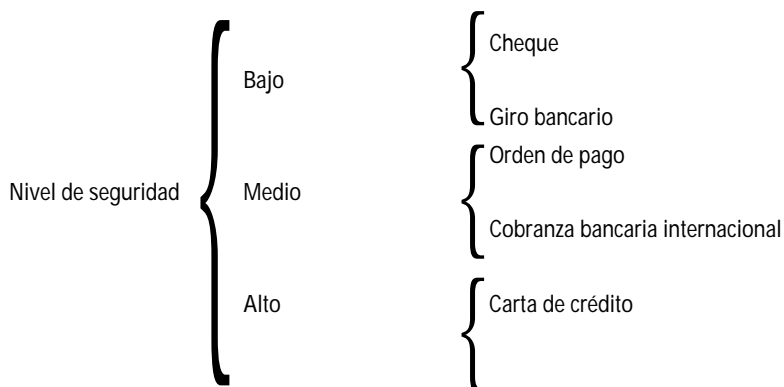 Nivel de seguridad
Bajo
Cheque
Giro bancario
Medio
Orden de pago
Cobranza bancaria internacional
Alto
Carta de crédito